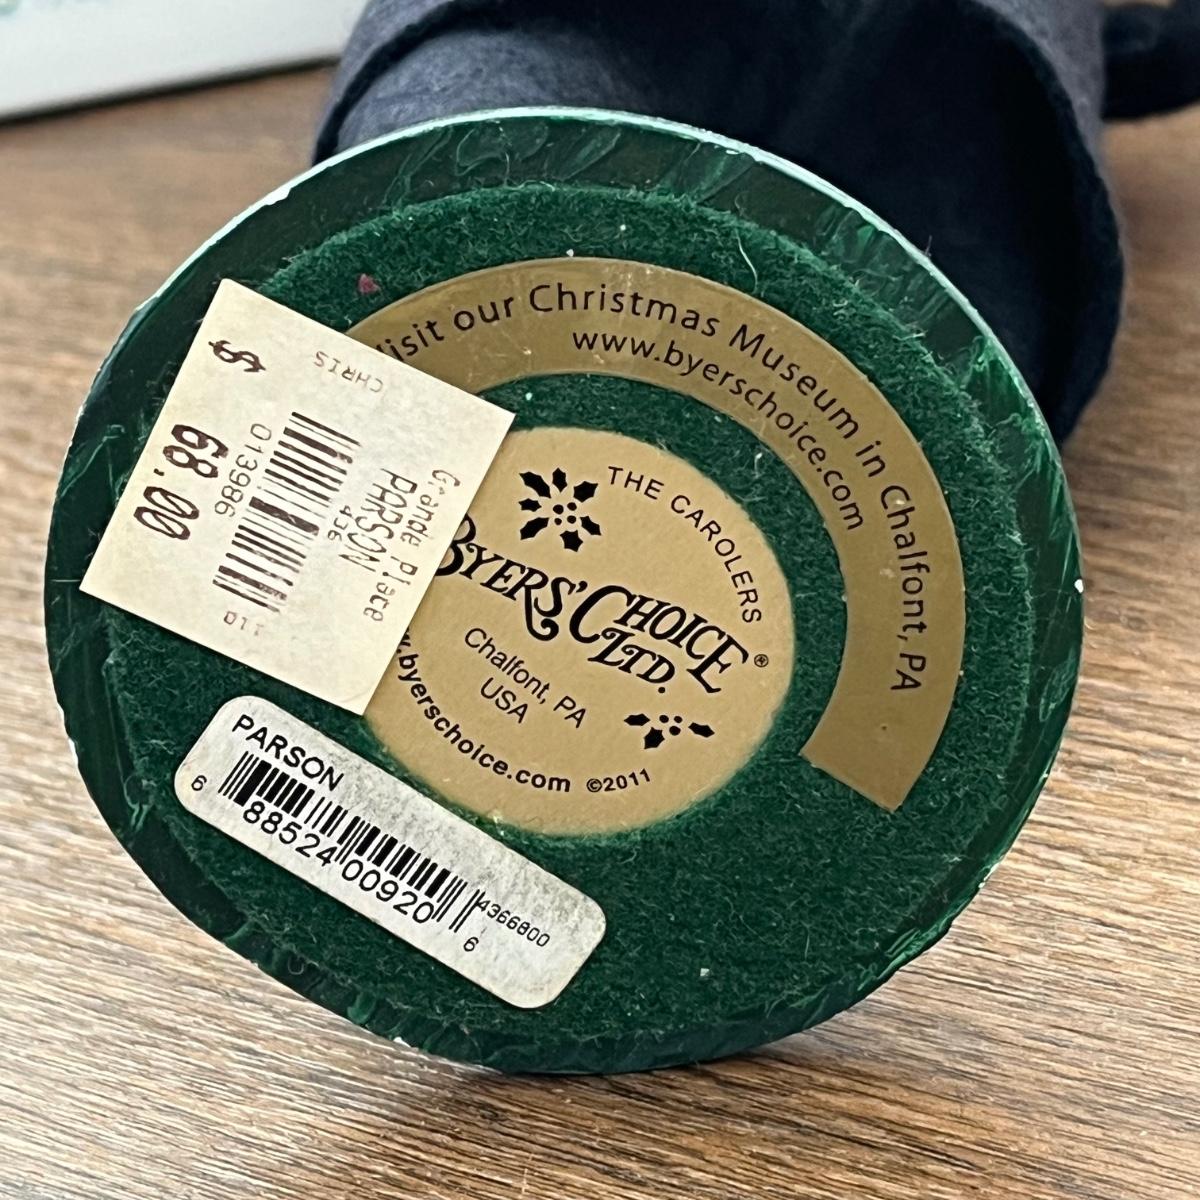 isit our Christmas Museum in Chalfont, PA
www.byerschoice.com
THE CAROLERS®
BYERS' CHOICE
LTD.
Chalfont, PA
USA
.byerschoice.com ©2011
CHRIS
Grande Place
PARSON
436
013986
$ 68.00
PARSON
6 88524 00920 6
4366800